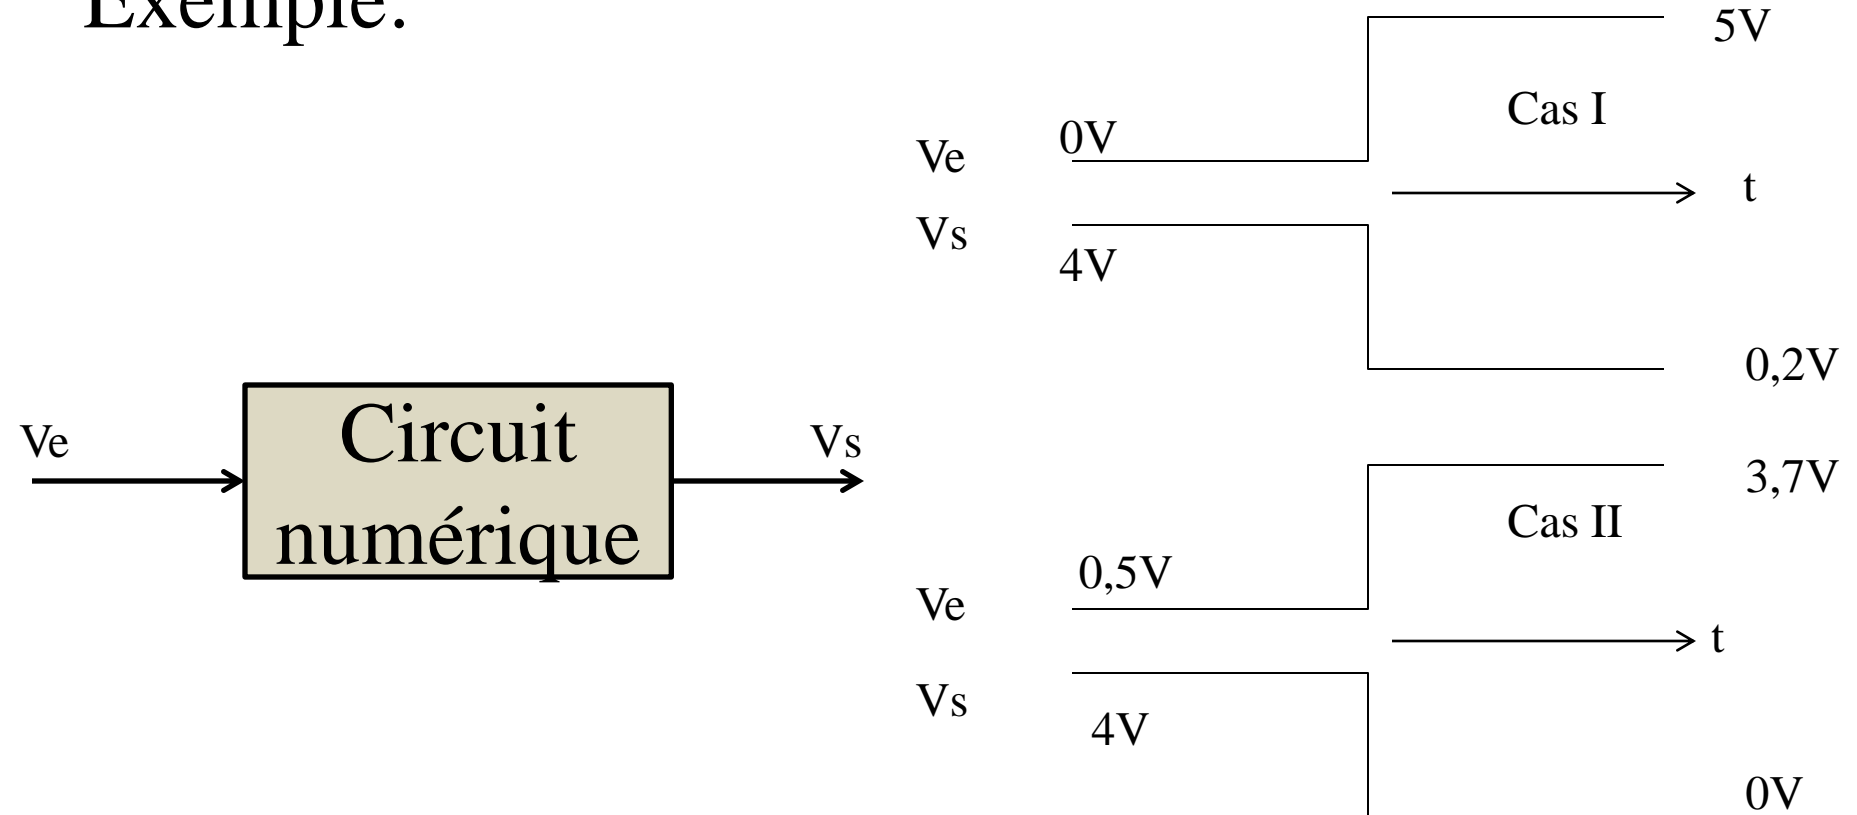 Exemple:
5V
Cas I
0V
Ve
t
Vs
4V
0,2V
Ve
Circuit
numérique
Vs
3,7V
Cas II
0,5V
Ve
t
Vs
4V
0V